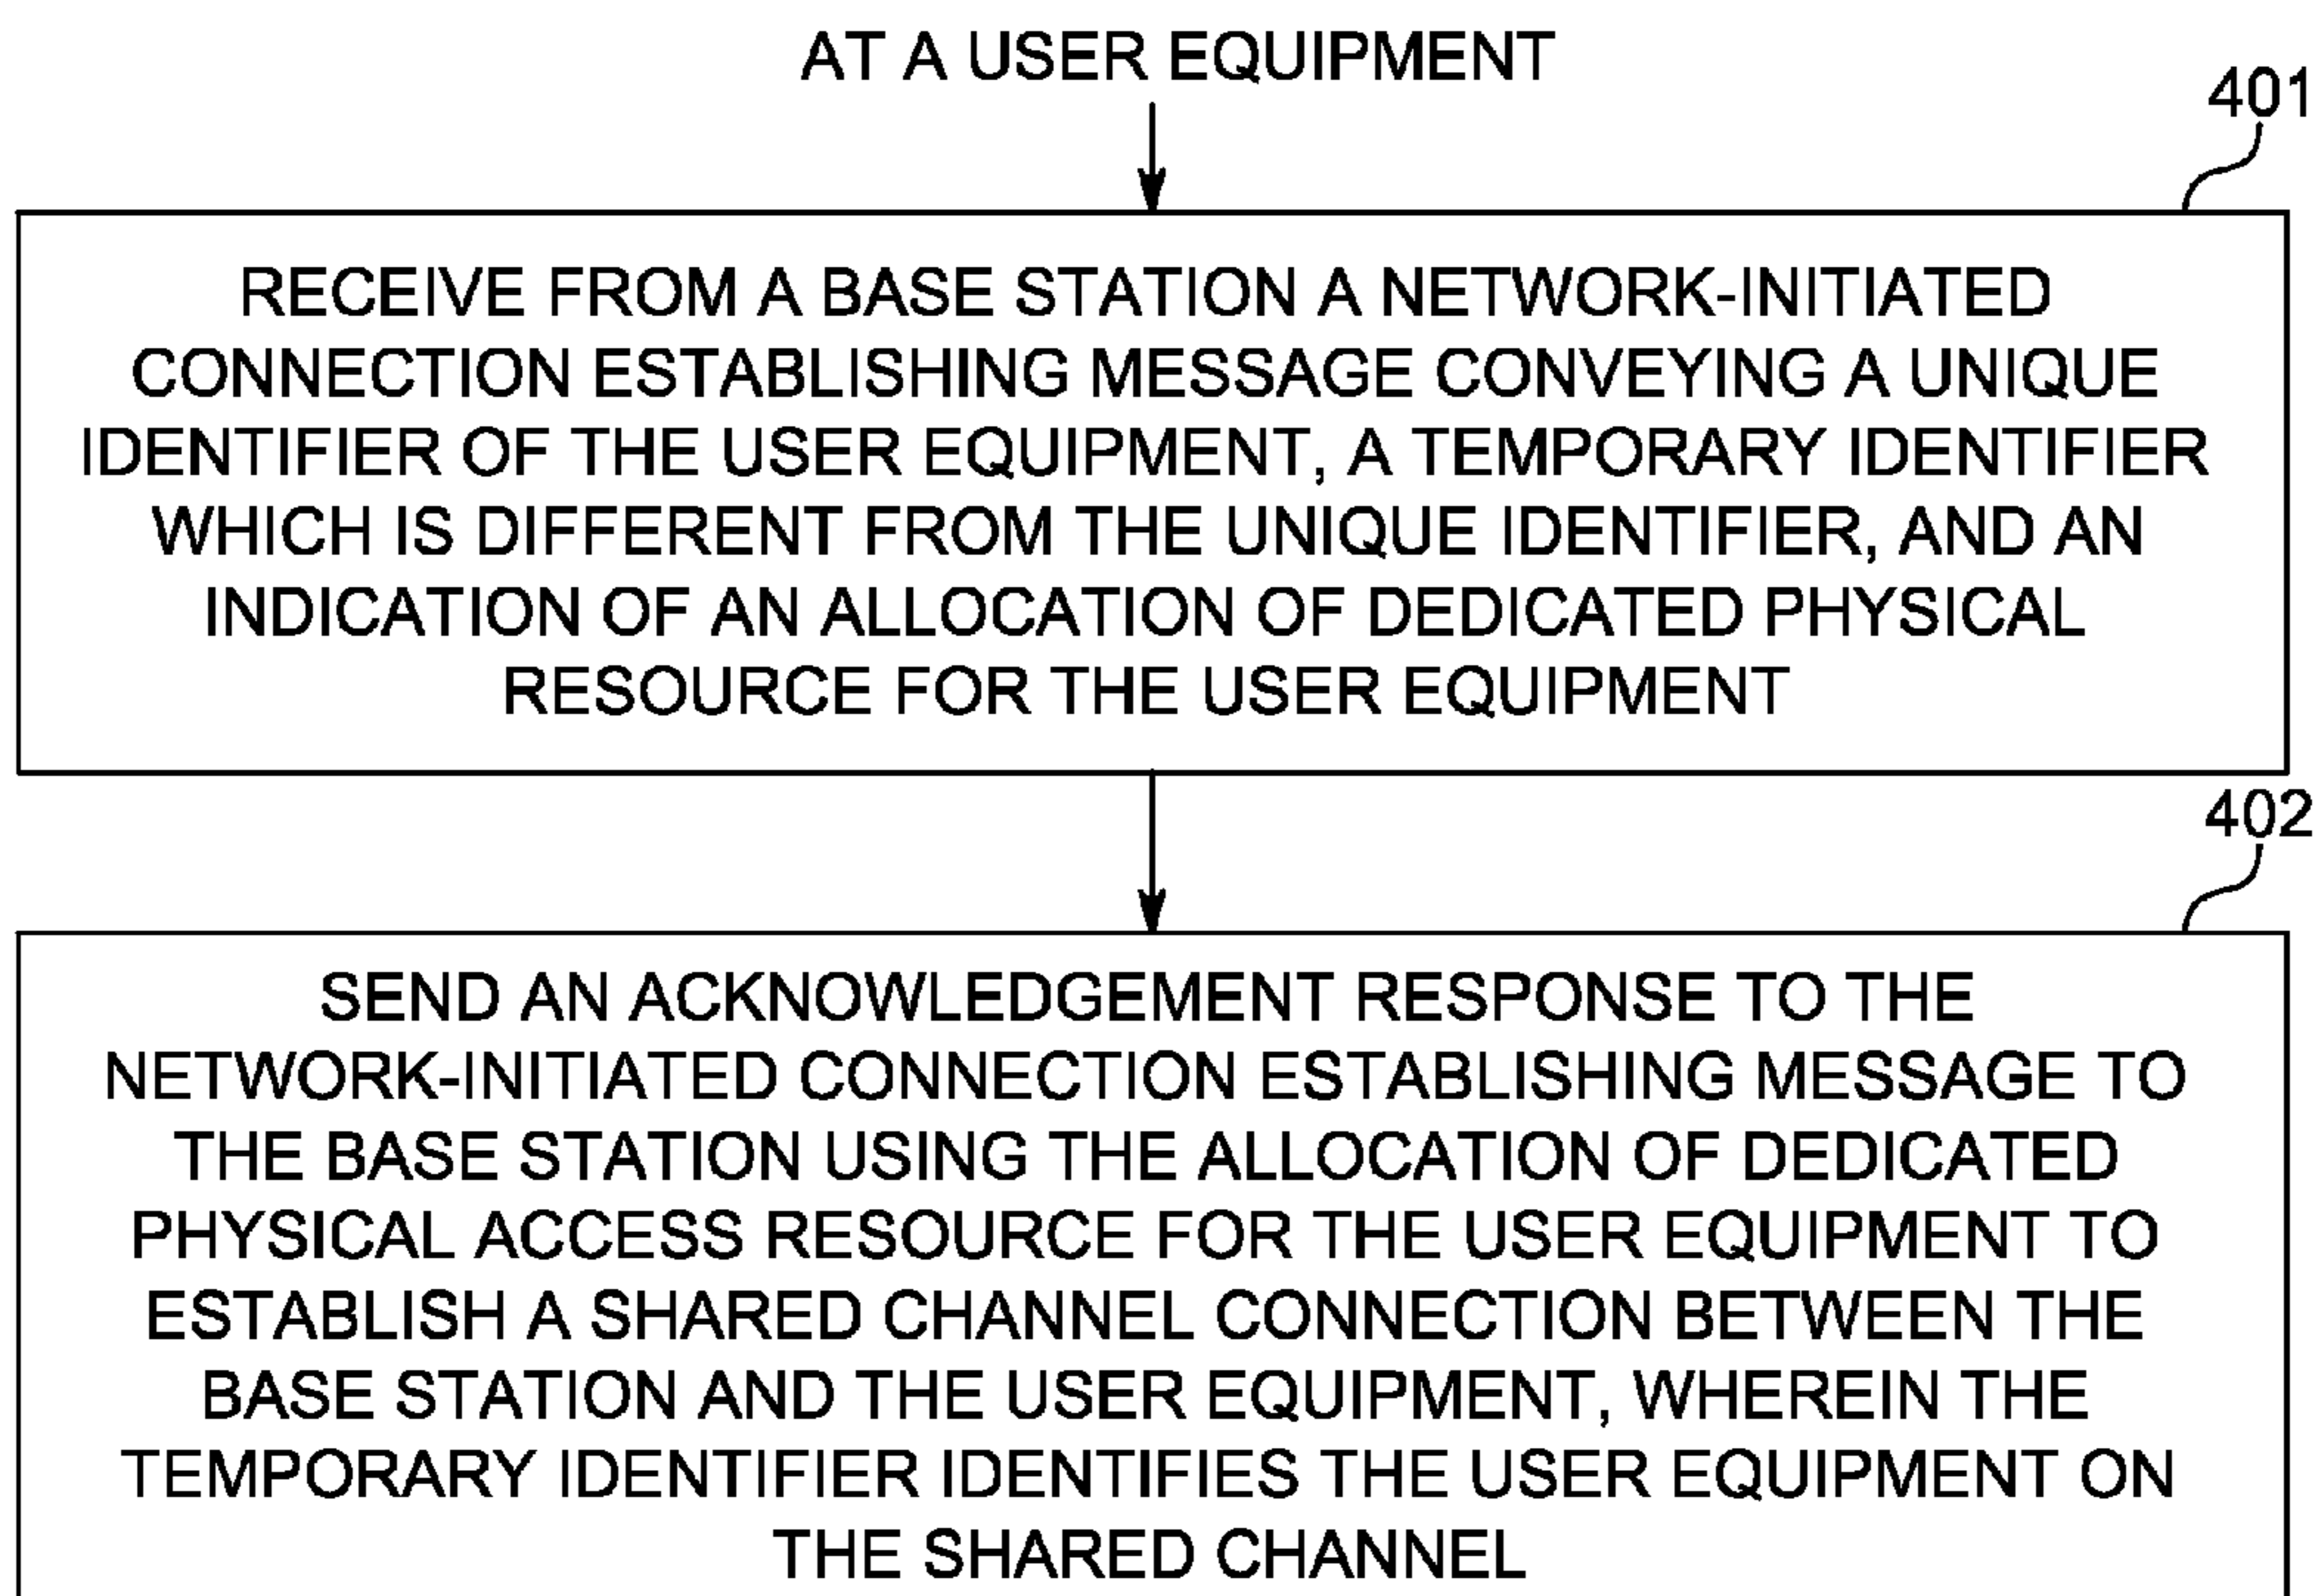 AT A USER EQUIPMENT
401
RECEIVE FROM A BASE STATION A NETWORK-INITIATED
CONNECTION ESTABLISHING MESSAGE CONVEYING A UNIQUE
IDENTIFIER OF THE USER EQUIPMENT, A TEMPORARY IDENTIFIER
WHICH IS DIFFERENT FROM THE UNIQUE IDENTIFIER, AND AN
INDICATION OF AN ALLOCATION OF DEDICATED PHYSICAL
RESOURCE FOR THE USER EQUIPMENT
402
SEND AN ACKNOWLEDGEMENT RESPONSE TO THE
NETWORK-INITIATED CONNECTION ESTABLISHING MESSAGE TO
THE BASE STATION USING THE ALLOCATION OF DEDICATED
PHYSICAL ACCESS RESOURCE FOR THE USER EQUIPMENT TO
ESTABLISH A SHARED CHANNEL CONNECTION BETWEEN THE
BASE STATION AND THE USER EQUIPMENT, WHEREIN THE
TEMPORARY IDENTIFIER IDENTIFIES THE USER EQUIPMENT ON
THE SHARED CHANNEL